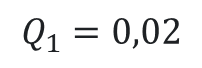 Q₁ = 0,02